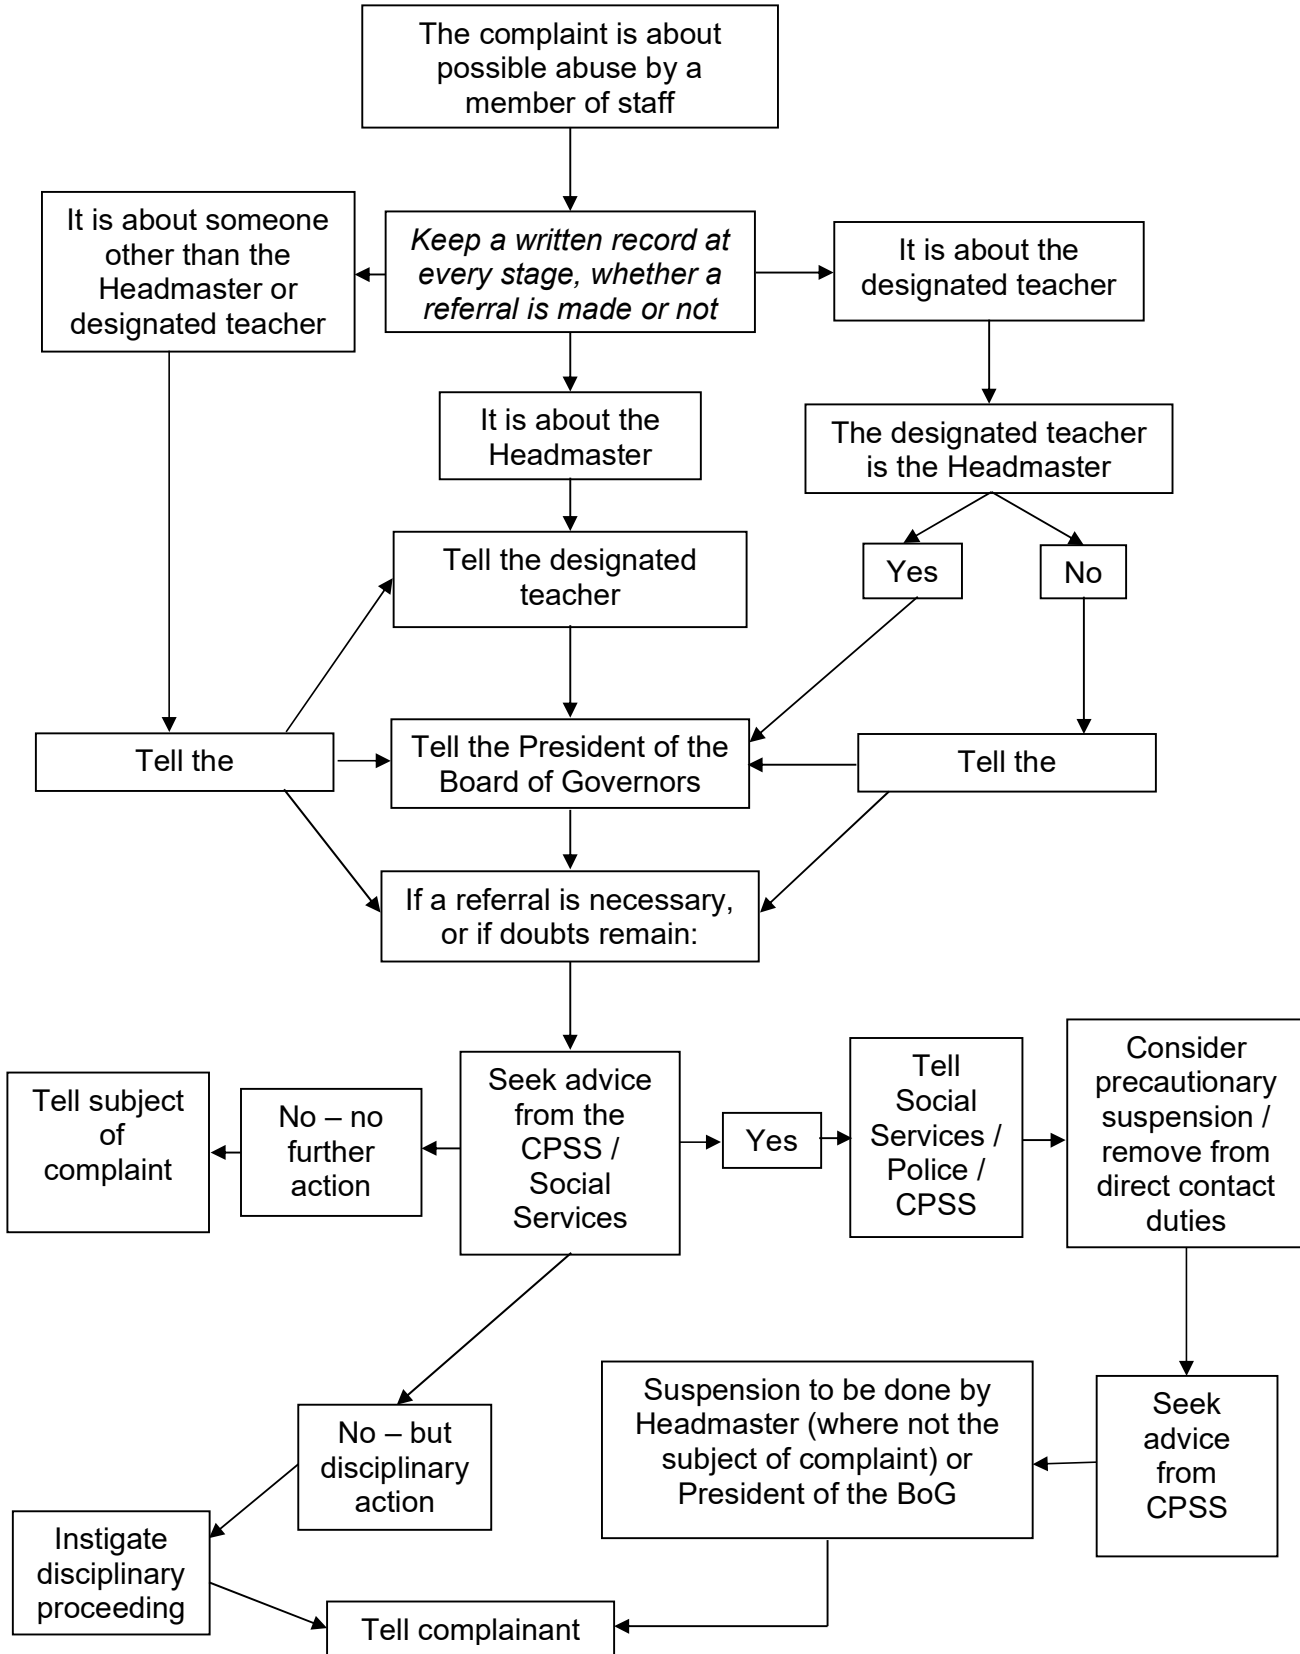 The complaint is about
possible abuse by a
member of staff
It is about someone
other than the
Headmaster or
designated teacher
Keep a written record at
every stage, whether a
referral is made or not
It is about the
designated teacher
It is about the
Headmaster
The designated teacher
is the Headmaster
Tell the designated
teacher
Yes
No
Tell the
Tell the President of the
Board of Governors
Tell the
If a referral is necessary,
or if doubts remain:
Tell subject
of
complaint
No – no
further
action
Seek advice
from the
CPSS /
Social
Services
Yes
Tell
Social
Services /
Police /
CPSS
Consider
precautionary
suspension /
remove from
direct contact
duties
No – but
disciplinary
action
Suspension to be done by
Headmaster (where not the
subject of complaint) or
President of the BoG
Seek
advice
from
CPSS
Instigate
disciplinary
proceeding
Tell complainant